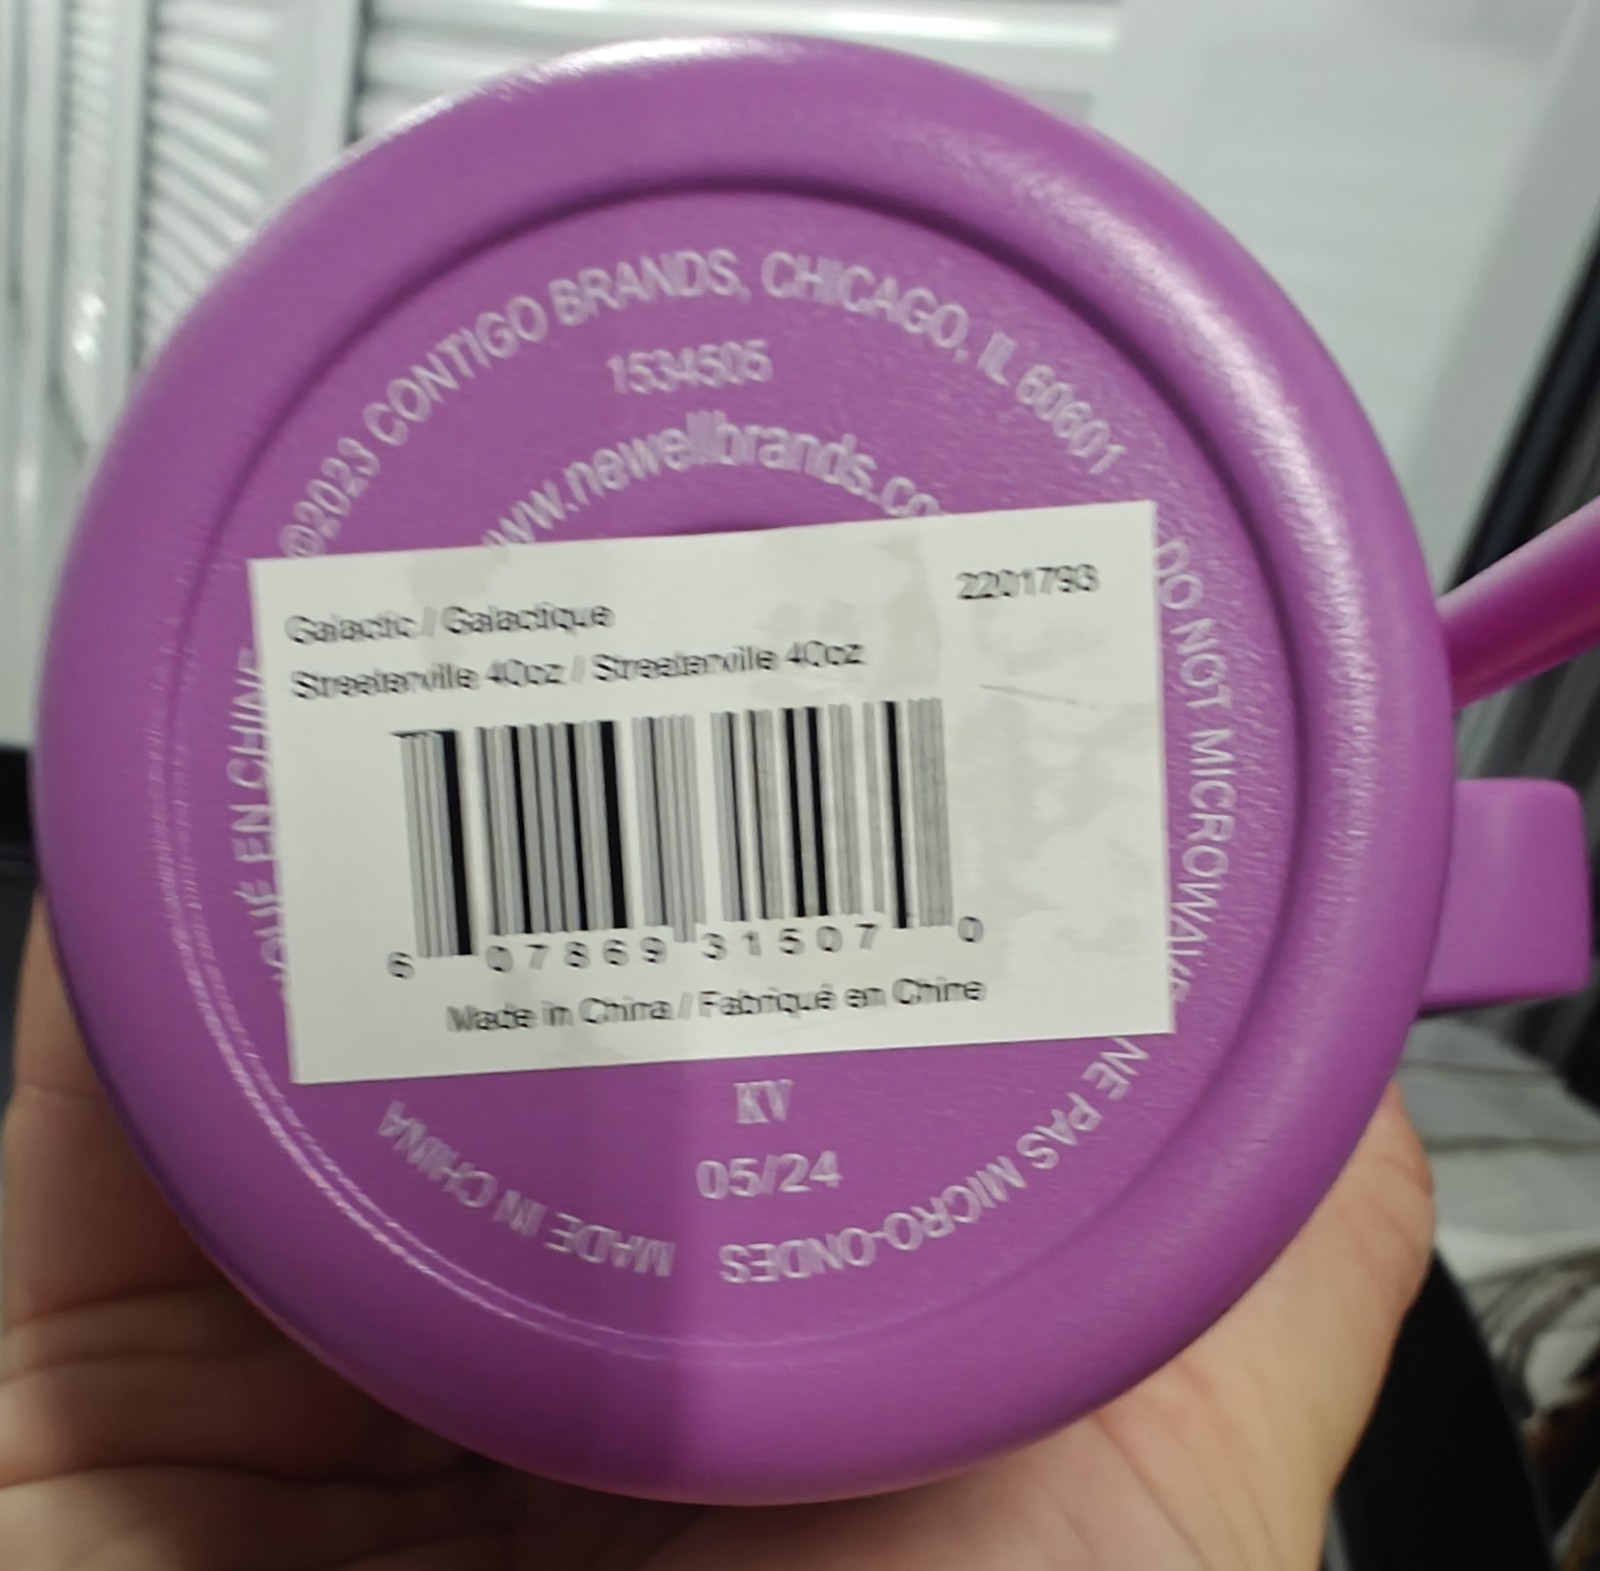 ©2023 CONTIGO BRANDS, CHICAGO, IL 60601
1534505
www.newellbrands.co
DO NOT MICROWAVE
NE PAS MICRO-ONDES
MADE IN CHINA
EN CHINE
Galactic / Galactique
2201793
Streeterville 40oz / Streeterville 40oz
6 07869 31507 0
Made in China / Fabriqué en Chine
KV
05/24